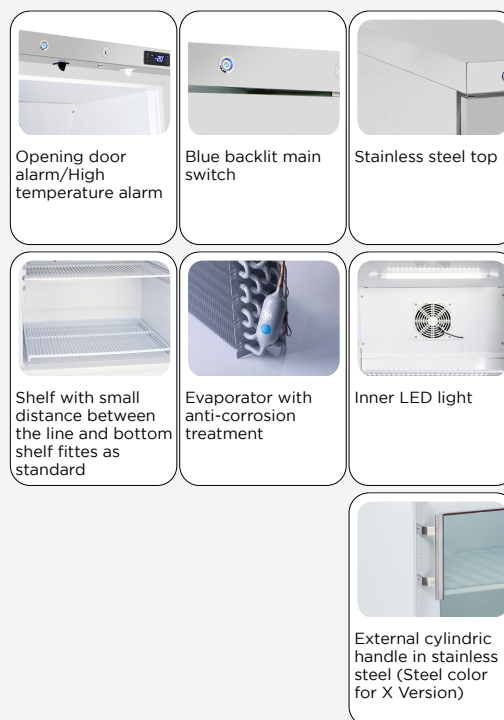 -20
Opening door
alarm/High
temperature alarm
Blue backlit main
switch
Stainless steel top
Shelf with small
distance between
the line and bottom
shelf fittes as
standard
Evaporator with
anti-corrosion
treatment
Inner LED light
External cylindric
handle in stainless
steel (Steel color
for X Version)